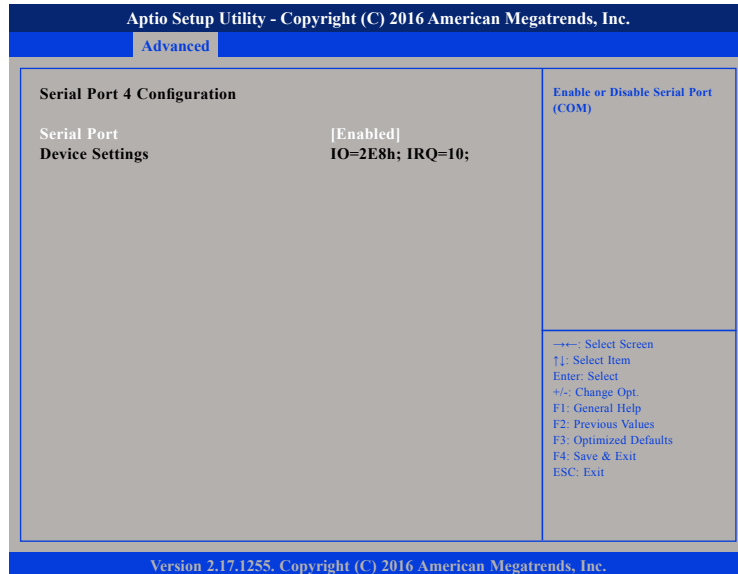 Aptio Setup Utility - Copyright (C) 2016 American Megatrends, Inc.
Advanced
Serial Port 4 Configuration
Serial Port [Enabled]
Device Settings IO=2E8h; IRQ=10;
Enable or Disable Serial Port
(COM)
→←: Select Screen
↑↓: Select Item
Enter: Select
+/-: Change Opt.
F1: General Help
F2: Previous Values
F3: Optimized Defaults
F4: Save & Exit
ESC: Exit
Version 2.17.1255. Copyright (C) 2016 American Megatrends, Inc.